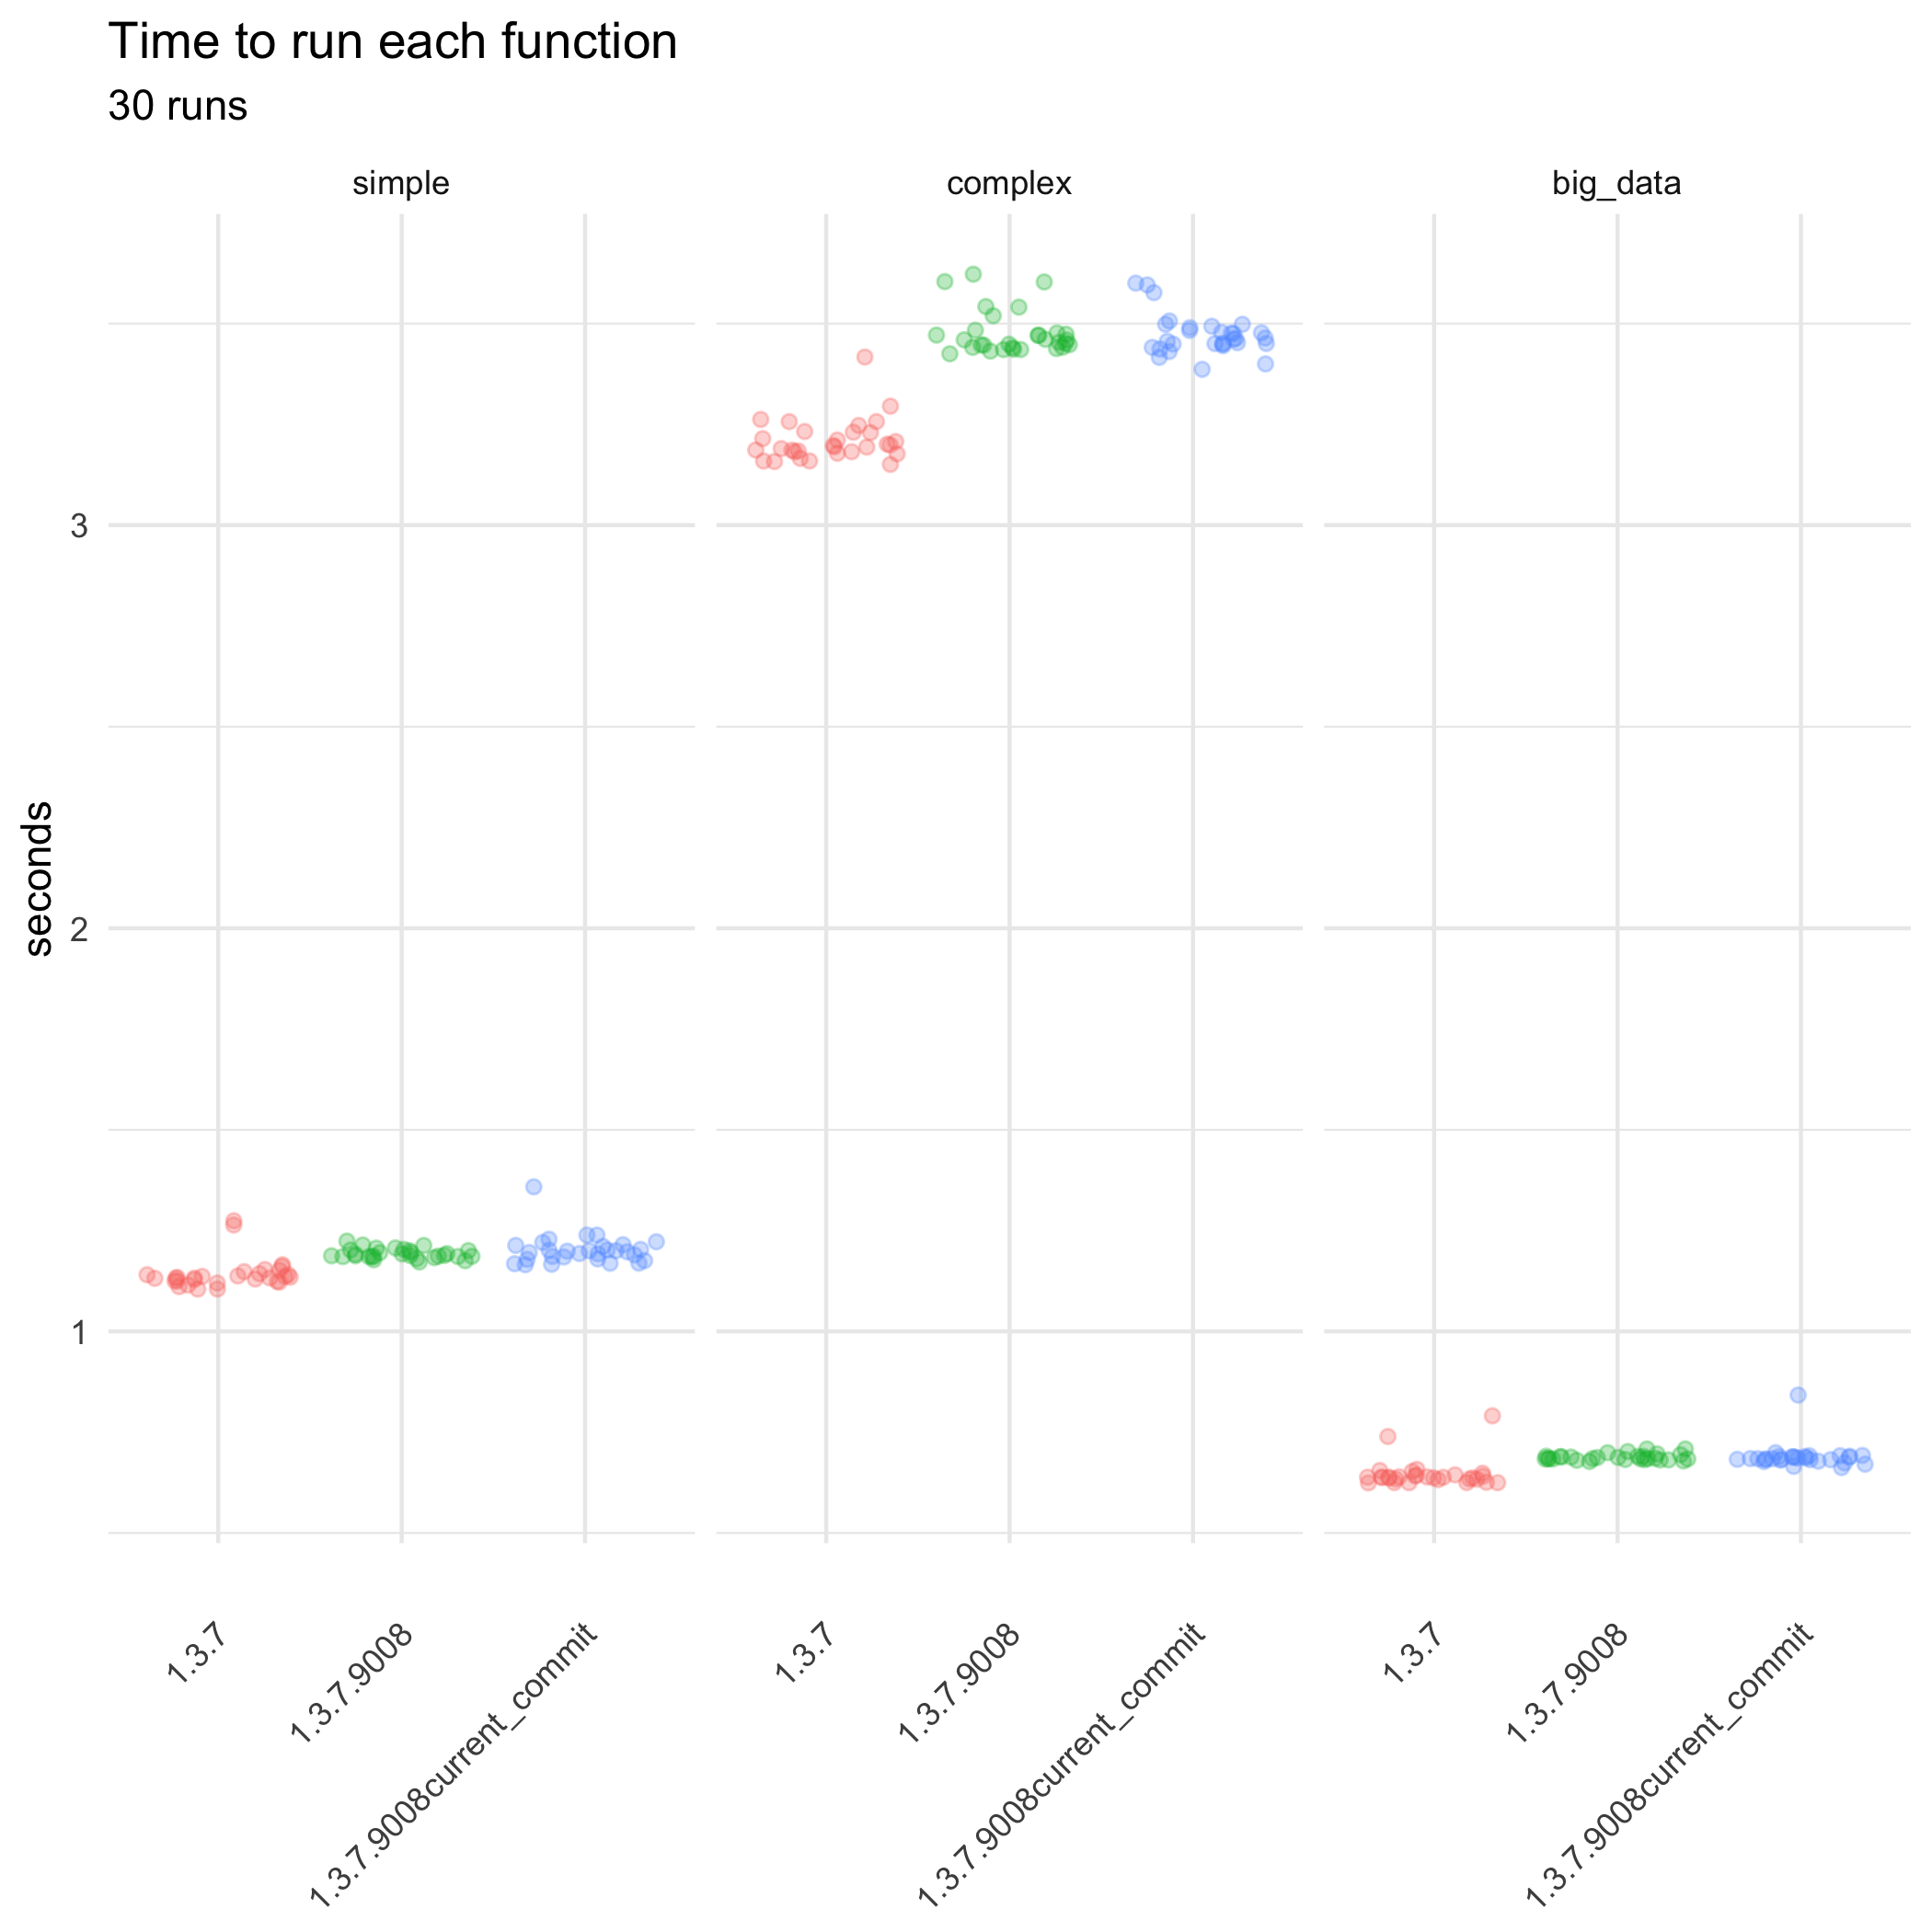 Time to run each function
30 runs
simple
complex
big_data
seconds
3
2
1
1.3.7
1.3.7.9008
1.3.7.9008current_commit
1.3.7
1.3.7.9008
1.3.7.9008current_commit
1.3.7
1.3.7.9008
1.3.7.9008current_commit